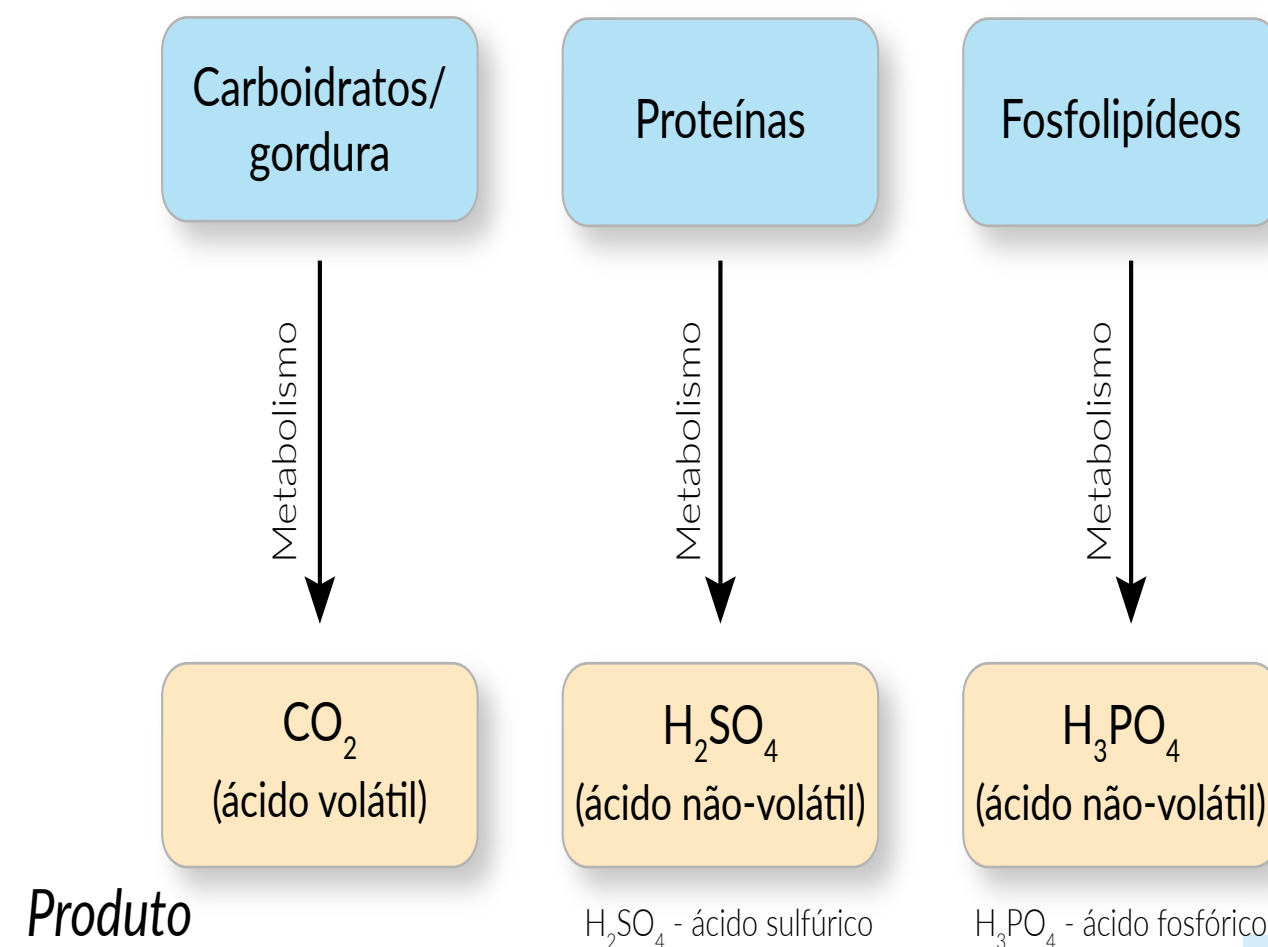 Carboidratos/
gordura
Proteínas
Fosfolipídeos
Metabolismo
Metabolismo
Metabolismo
CO₂
(ácido volátil)
H₂SO₄
(ácido não-volátil)
H₃PO₄
(ácido não-volátil)
Produto
H₂SO₄ - ácido sulfúrico
H₃PO₄ - ácido fosfórico